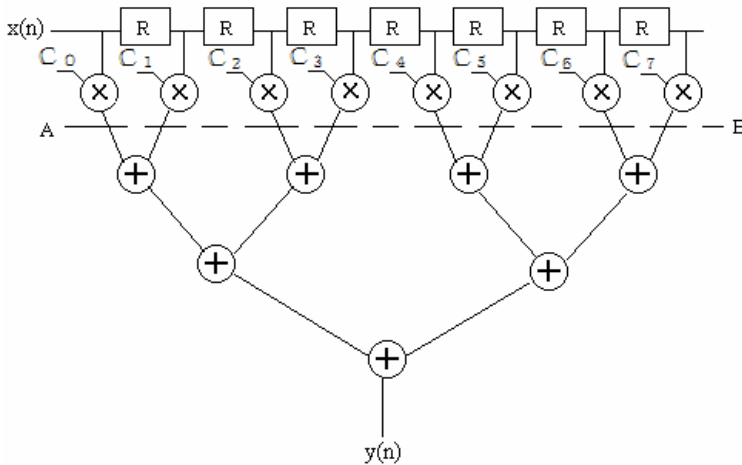 x(n) R R R R R R R
C0 C1 C2 C3 C4 C5 C6 C7
× × × × × × × ×
A B
+ + + +
+ +
+
y(n)